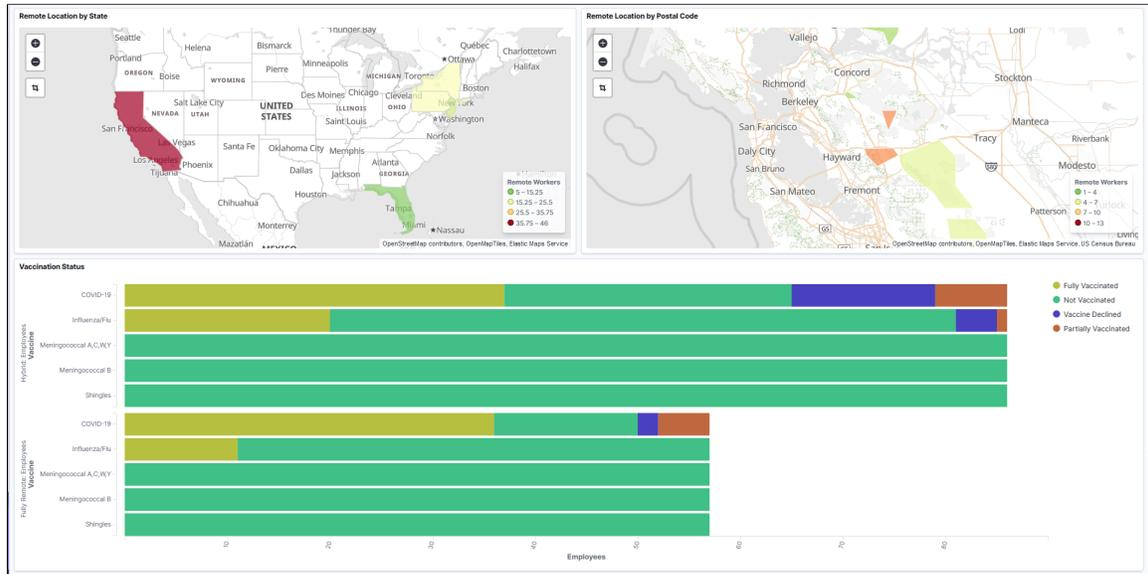 Remote Location by State
Seattle
Thunder Bay
Québec
Charlottetown
Helena
Bismarck
Ottawa
Halifax
Portland
Minneapolis
OREGON
Boise
Pierre
MICHIGAN
Toronto
WYOMING
Boston
Des Moines
Chicago
Cleveland
New York
Salt Lake City
NEVADA
UTAH
UNITED STATES
ILLINOIS
OHIO
Washington
San Francisco
Saint Louis
Norfolk
Las Vegas
Santa Fe
Oklahoma City
Memphis
Los Angeles
Phoenix
Atlanta
Tijuana
Dallas
Jackson
GEORGIA
Houston
Chihuahua
Tampa
Monterrey
Miami
Nassau
Mazatlán
MEXICO
Remote Workers
5 – 15.25
15.25 – 25.5
25.5 – 35.75
35.75 – 46
OpenStreetMap contributors, OpenMapTiles, Elastic Maps Service
Remote Location by Postal Code
Vallejo
Lodi
Concord
Richmond
Stockton
Berkeley
Manteca
San Francisco
Tracy
Riverbank
Daly City
Hayward
San Bruno
Modesto
580
San Mateo
Fremont
Patterson
Turlock
G5
G5
San Jo
Living
Remote Workers
1 – 4
4 – 7
7 – 10
10 – 13
OpenStreetMap contributors, OpenMapTiles, Elastic Maps Service, US Census Bureau
Vaccination Status
Hybrid: Employees
Vaccine
COVID-19
Influenza/Flu
Meningococcal A,C,W,Y
Meningococcal B
Shingles
Fully Remote: Employees
Vaccine
COVID-19
Influenza/Flu
Meningococcal A,C,W,Y
Meningococcal B
Shingles
10
20
30
40
50
60
70
80
Employees
Fully Vaccinated
Not Vaccinated
Vaccine Declined
Partially Vaccinated